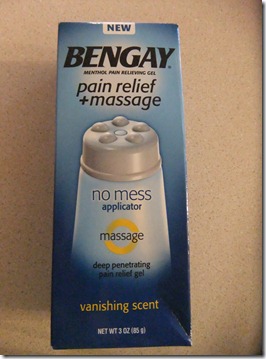 NEW
BENGAY®
MENTHOL PAIN RELIEVING GEL
pain relief
+massage
no mess
applicator
massage
deep penetrating
pain relief gel
vanishing scent
NET WT 3 OZ (85 g)